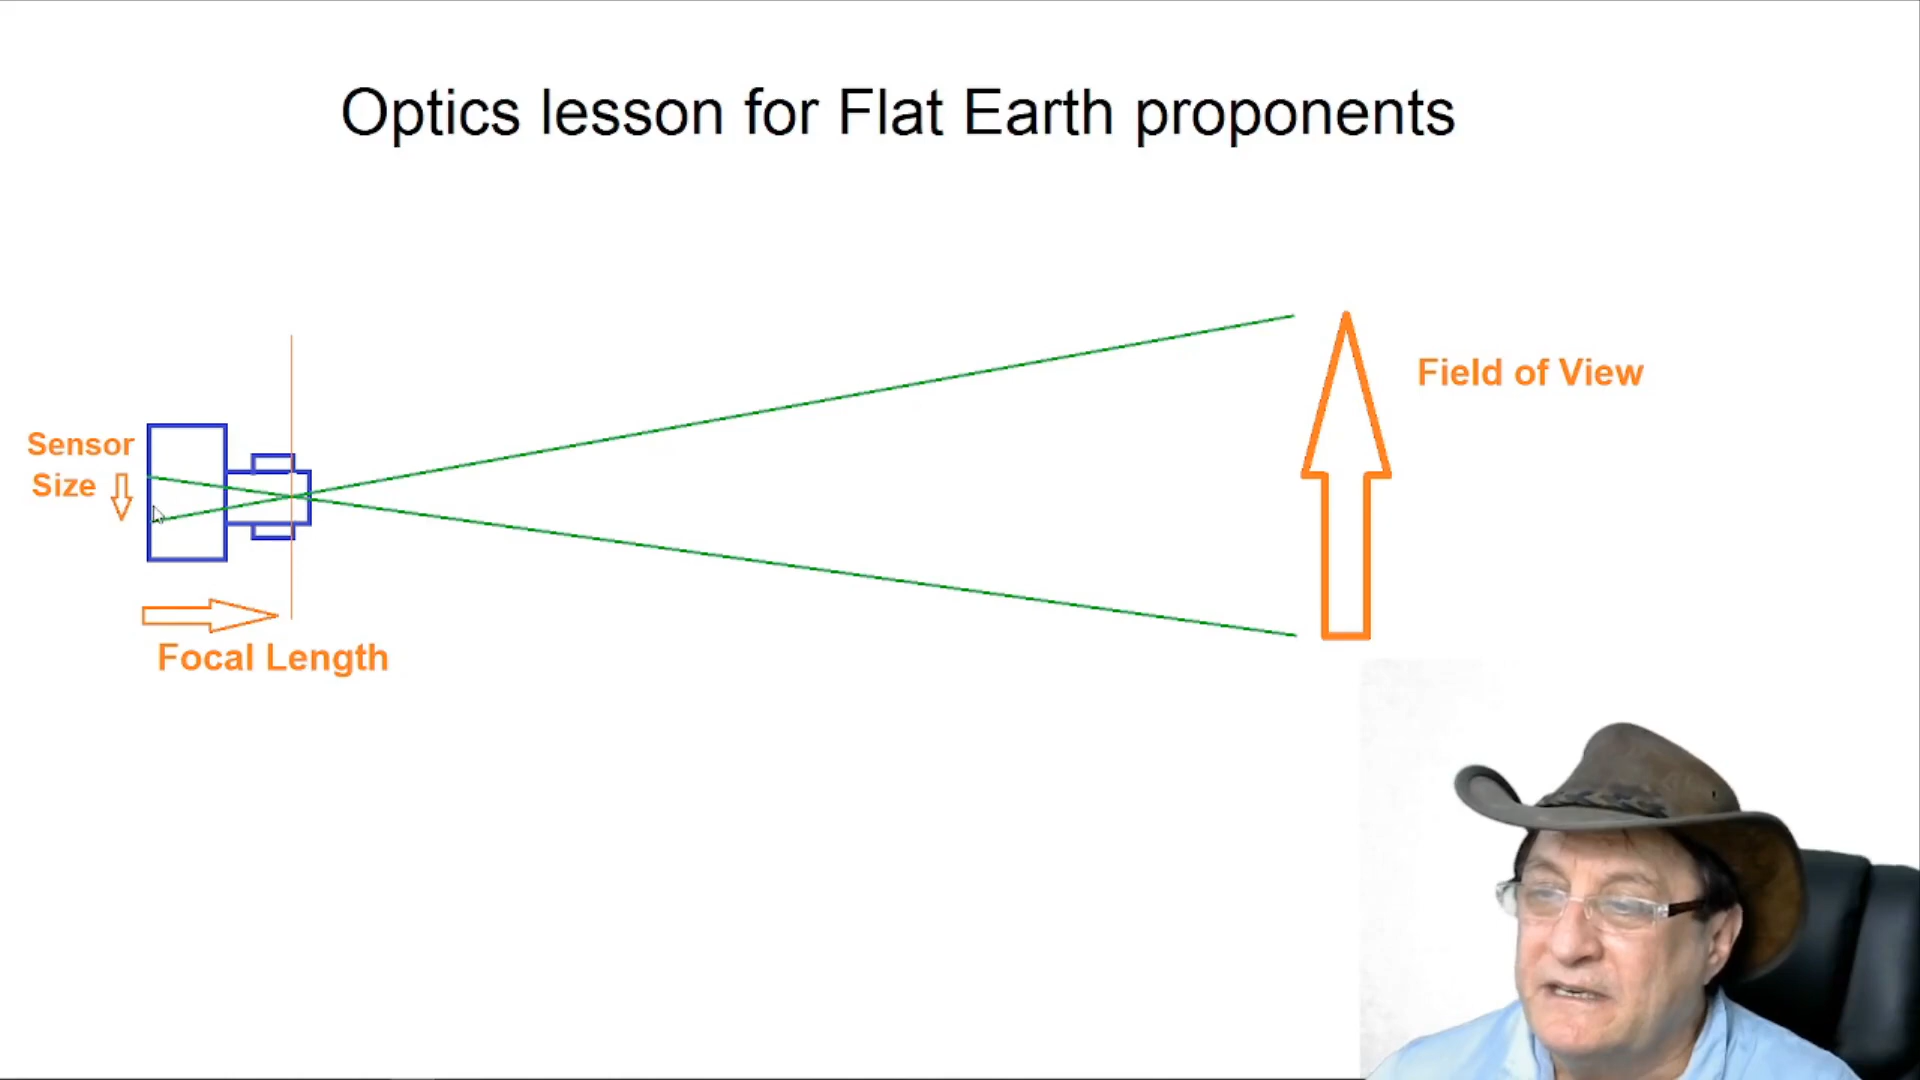 Optics lesson for Flat Earth proponents
Field of View
Sensor
Size
Focal Length